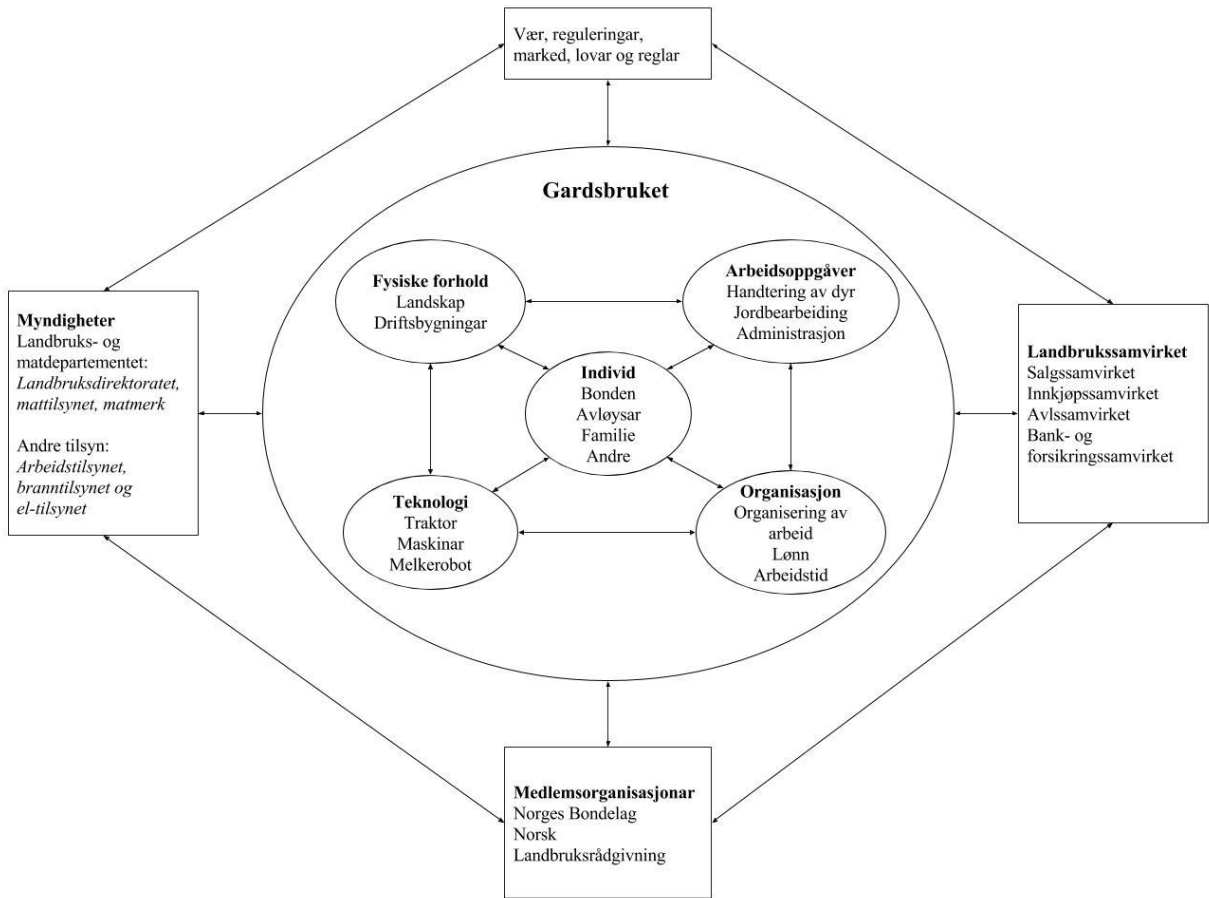 Vær, reguleringar,
marked, lovar og reglar
Gardsbruket
Fysiske forhold
Landskap
Driftsbygningar
Arbeidsoppgåver
Handtering av dyr
Jordbearbeiding
Administrasjon
Myndigheter
Landbruks- og
matdepartementet:
Landbruksdirektoratet,
mattilsynet, matmerk
Andre tilsyn:
Arbeidstilsynet,
branntilsynet og
el-tilsynet
Individ
Bonden
Avløysar
Familie
Andre
Landbrukssamvirket
Salgssamvirket
Innkjøpssamvirket
Avlssamvirket
Bank- og
forsikringssamvirket
Teknologi
Traktor
Maskinar
Melkerobot
Organisasjon
Organisering av
arbeid
Lønn
Arbeidstid
Medlemsorganisasjonar
Norges Bondelag
Norsk
Landbruksrådgivning